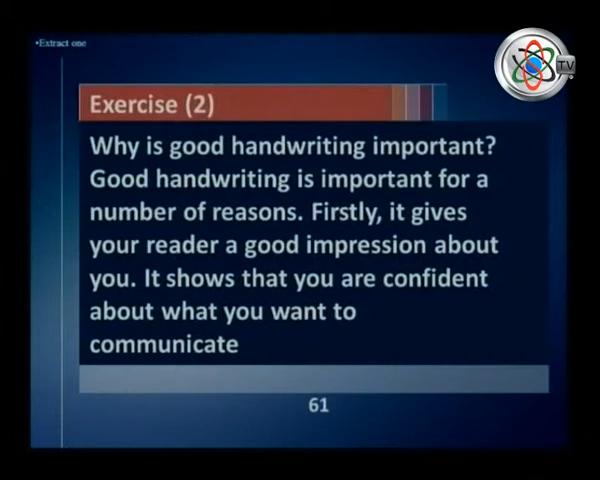 •Extract one
TV
Exercise (2)
Why is good handwriting important?
Good handwriting is important for a
number of reasons. Firstly, it gives
your reader a good impression about
you. It shows that you are confident
about what you want to
communicate
61